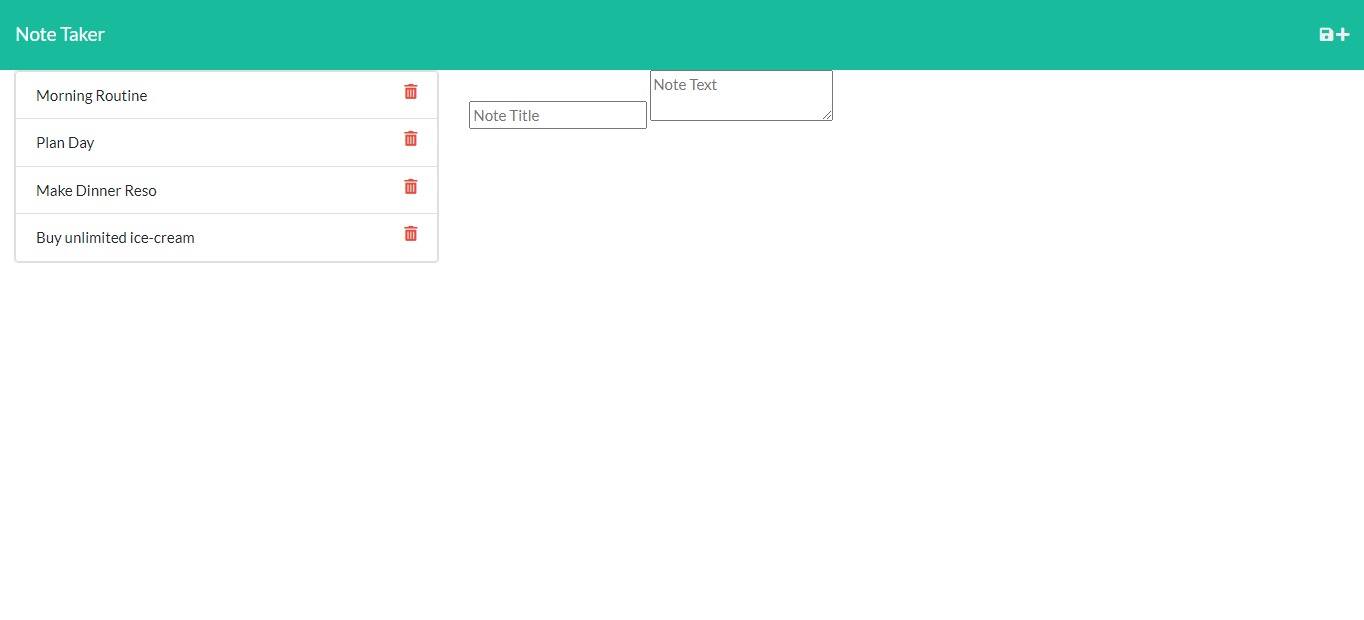 Note Taker
Morning Routine
Plan Day
Make Dinner Reso
Buy unlimited ice-cream
Note Title
Note Text